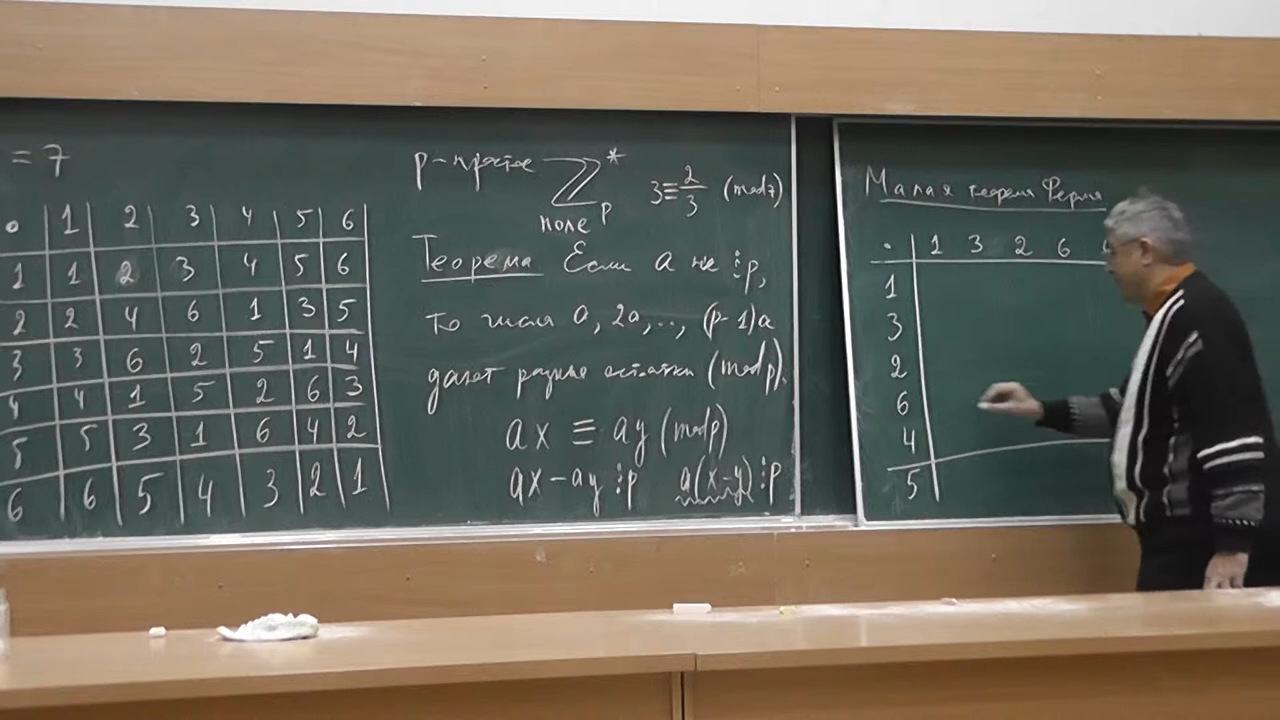 = 7
• 1 2 3 4 5 6
1 1 2 3 4 5 6
2 2 4 6 1 3 5
3 3 6 2 5 1 4
4 4 1 5 2 6 3
5 5 3 1 6 4 2
6 6 5 4 3 2 1
p-простое ℤ*ₚ 3≡2/3 (mod 7)
поле
Теорема Если a не ⋮p,
то числа a, 2a,.., (p-1)a
дают разные остатки (mod p).
ax ≡ ay (mod p)
ax-ay ⋮p a(x-y) ⋮p
Малая теорема Ферма
• 1 3 2 6
1
3
2
6
4
5